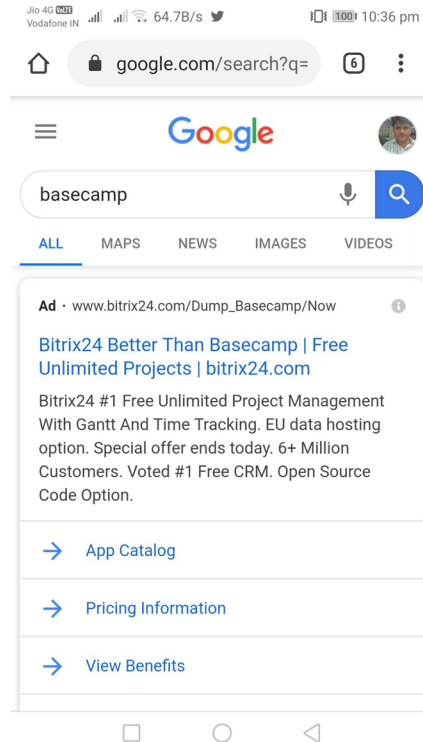 Jio 4G VoLTE
Vodafone IN 64.7B/s 100 10:36 pm
google.com/search?q= 6
Google
basecamp
ALL MAPS NEWS IMAGES VIDEOS
Ad · www.bitrix24.com/Dump_Basecamp/Now
Bitrix24 Better Than Basecamp | Free
Unlimited Projects | bitrix24.com
Bitrix24 #1 Free Unlimited Project Management
With Gantt And Time Tracking. EU data hosting
option. Special offer ends today. 6+ Million
Customers. Voted #1 Free CRM. Open Source
Code Option.
App Catalog
Pricing Information
View Benefits